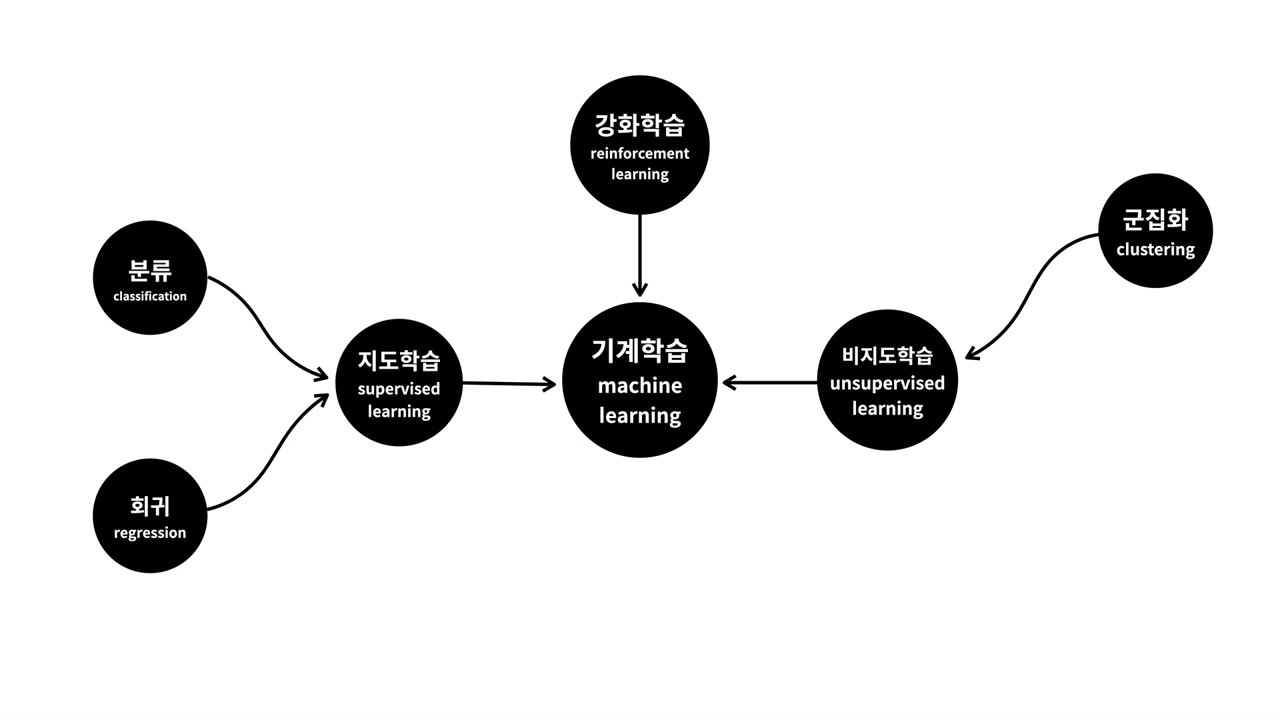 강화학습
reinforcement
learning
군집화
clustering
분류
classification
지도학습
supervised
learning
기계학습
machine
learning
비지도학습
unsupervised
learning
회귀
regression